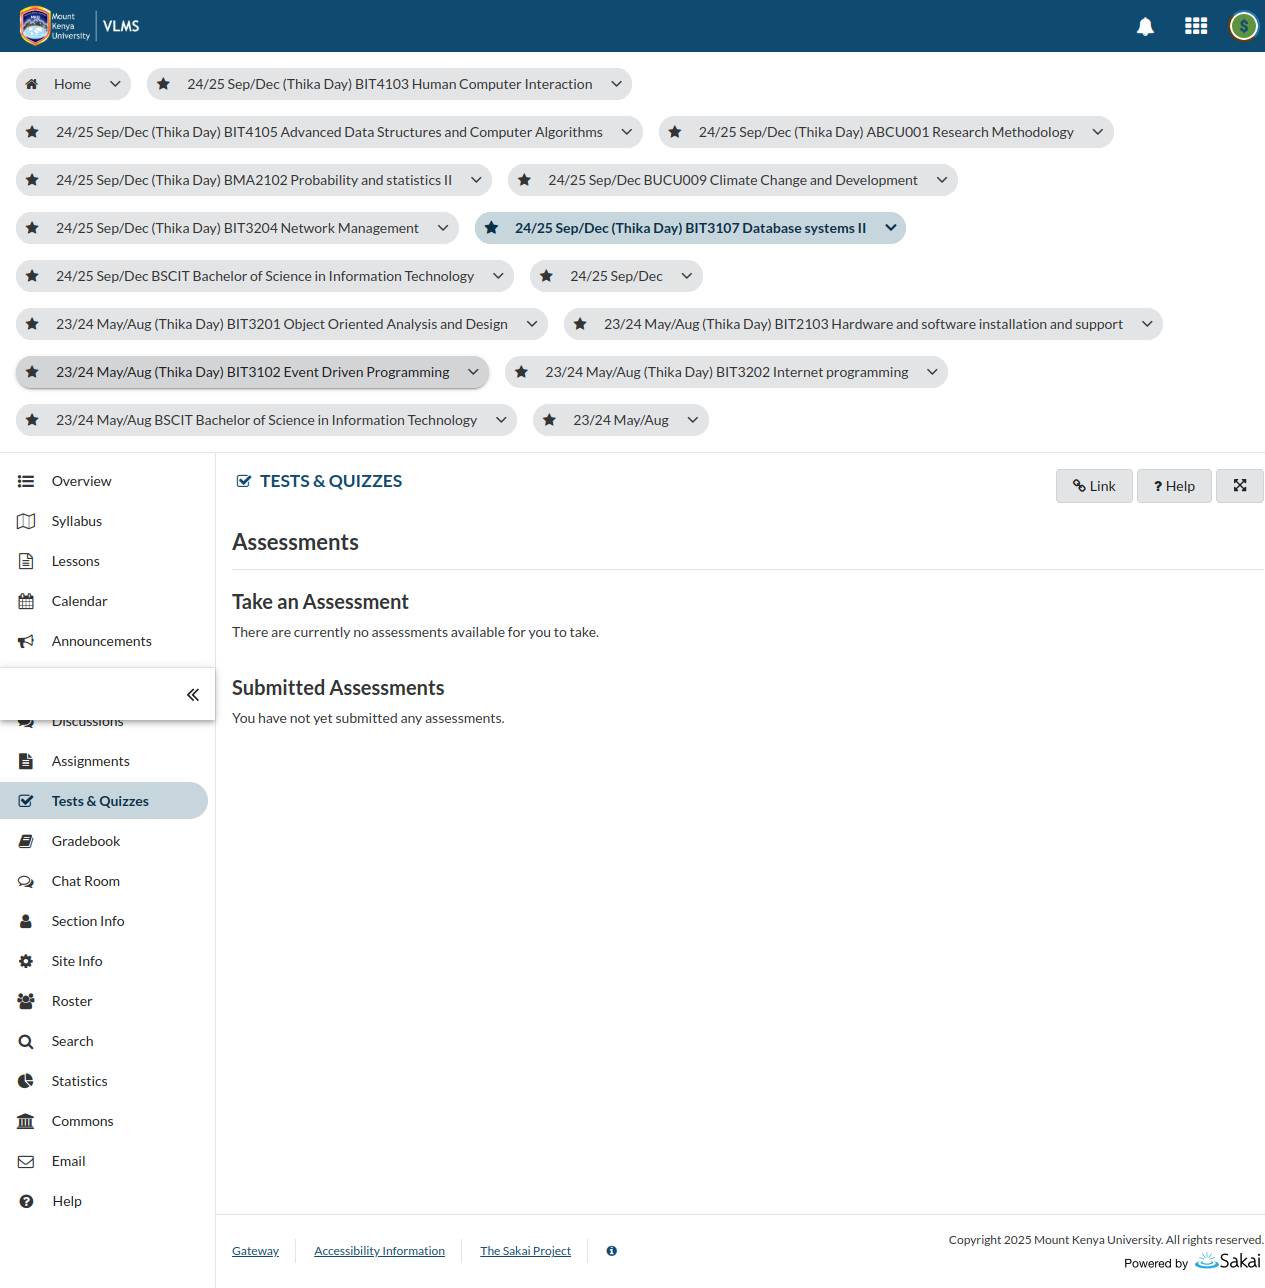 Mount
Kenya
University
VLMS
Home
24/25 Sep/Dec (Thika Day) BIT4103 Human Computer Interaction
24/25 Sep/Dec (Thika Day) BIT4105 Advanced Data Structures and Computer Algorithms
24/25 Sep/Dec (Thika Day) ABCU001 Research Methodology
24/25 Sep/Dec (Thika Day) BMA2102 Probability and statistics II
24/25 Sep/Dec BUCU009 Climate Change and Development
24/25 Sep/Dec (Thika Day) BIT3204 Network Management
24/25 Sep/Dec (Thika Day) BIT3107 Database systems II
24/25 Sep/Dec BSCIT Bachelor of Science in Information Technology
24/25 Sep/Dec
23/24 May/Aug (Thika Day) BIT3201 Object Oriented Analysis and Design
23/24 May/Aug (Thika Day) BIT2103 Hardware and software installation and support
23/24 May/Aug (Thika Day) BIT3102 Event Driven Programming
23/24 May/Aug (Thika Day) BIT3202 Internet programming
23/24 May/Aug BSCIT Bachelor of Science in Information Technology
23/24 May/Aug
Overview
Syllabus
Lessons
Calendar
Announcements
Discussions
Assignments
Tests & Quizzes
Gradebook
Chat Room
Section Info
Site Info
Roster
Search
Statistics
Commons
Email
Help
TESTS & QUIZZES
Link
? Help
Assessments
Take an Assessment
There are currently no assessments available for you to take.
Submitted Assessments
You have not yet submitted any assessments.
Gateway
Accessibility Information
The Sakai Project
Copyright 2025 Mount Kenya University. All rights reserved.
Powered by Sakai